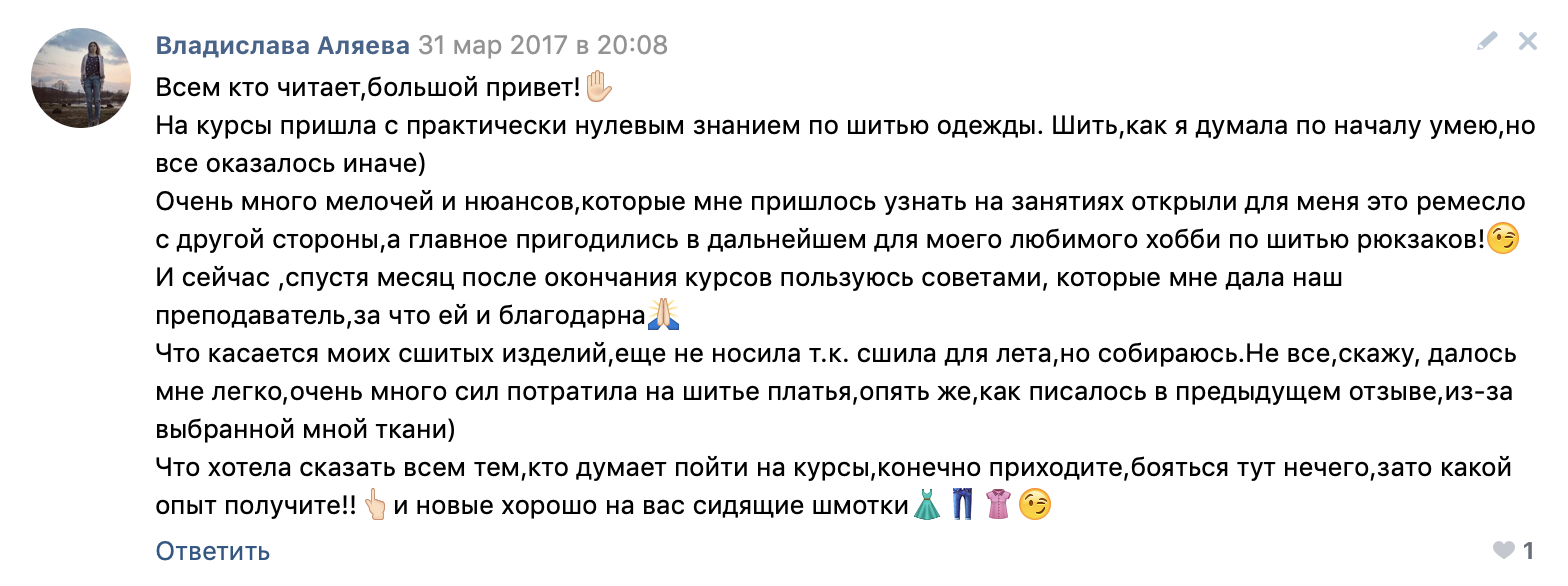 Владислава Аляева 31 мар 2017 в 20:08
Всем кто читает,большой привет!✋🏻
На курсы пришла с практически нулевым знанием по шитью одежды. Шить,как я думала по началу умею,но
все оказалось иначе)
Очень много мелочей и нюансов,которые мне пришлось узнать на занятиях открыли для меня это ремесло
с другой стороны,а главное пригодились в дальнейшем для моего любимого хобби по шитью рюкзаков!😉
И сейчас ,спустя месяц после окончания курсов пользуюсь советами, которые мне дала наш
преподаватель,за что ей и благодарна🙏🏻
Что касается моих сшитых изделий,еще не носила т.к. сшила для лета,но собираюсь.Не все,скажу, далось
мне легко,очень много сил потратила на шитье платья,опять же,как писалось в предыдущем отзыве,из-за
выбранной мной ткани)
Что хотела сказать всем тем,кто думает пойти на курсы,конечно приходите,бояться тут нечего,зато какой
опыт получите!!👆🏻и новые хорошо на вас сидящие шмотки👗👖👚😉
Ответить
1